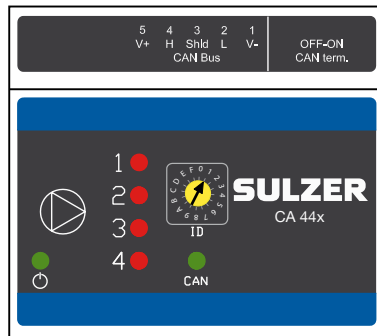 5 4 3 2 1
V+ H Shld L V-
CAN Bus
OFF-ON
CAN term.
1
2
3
4
0 1 2 3 4 5 6 7 8 9 A B C D E F
ID
SULZER
CA 44x
CAN